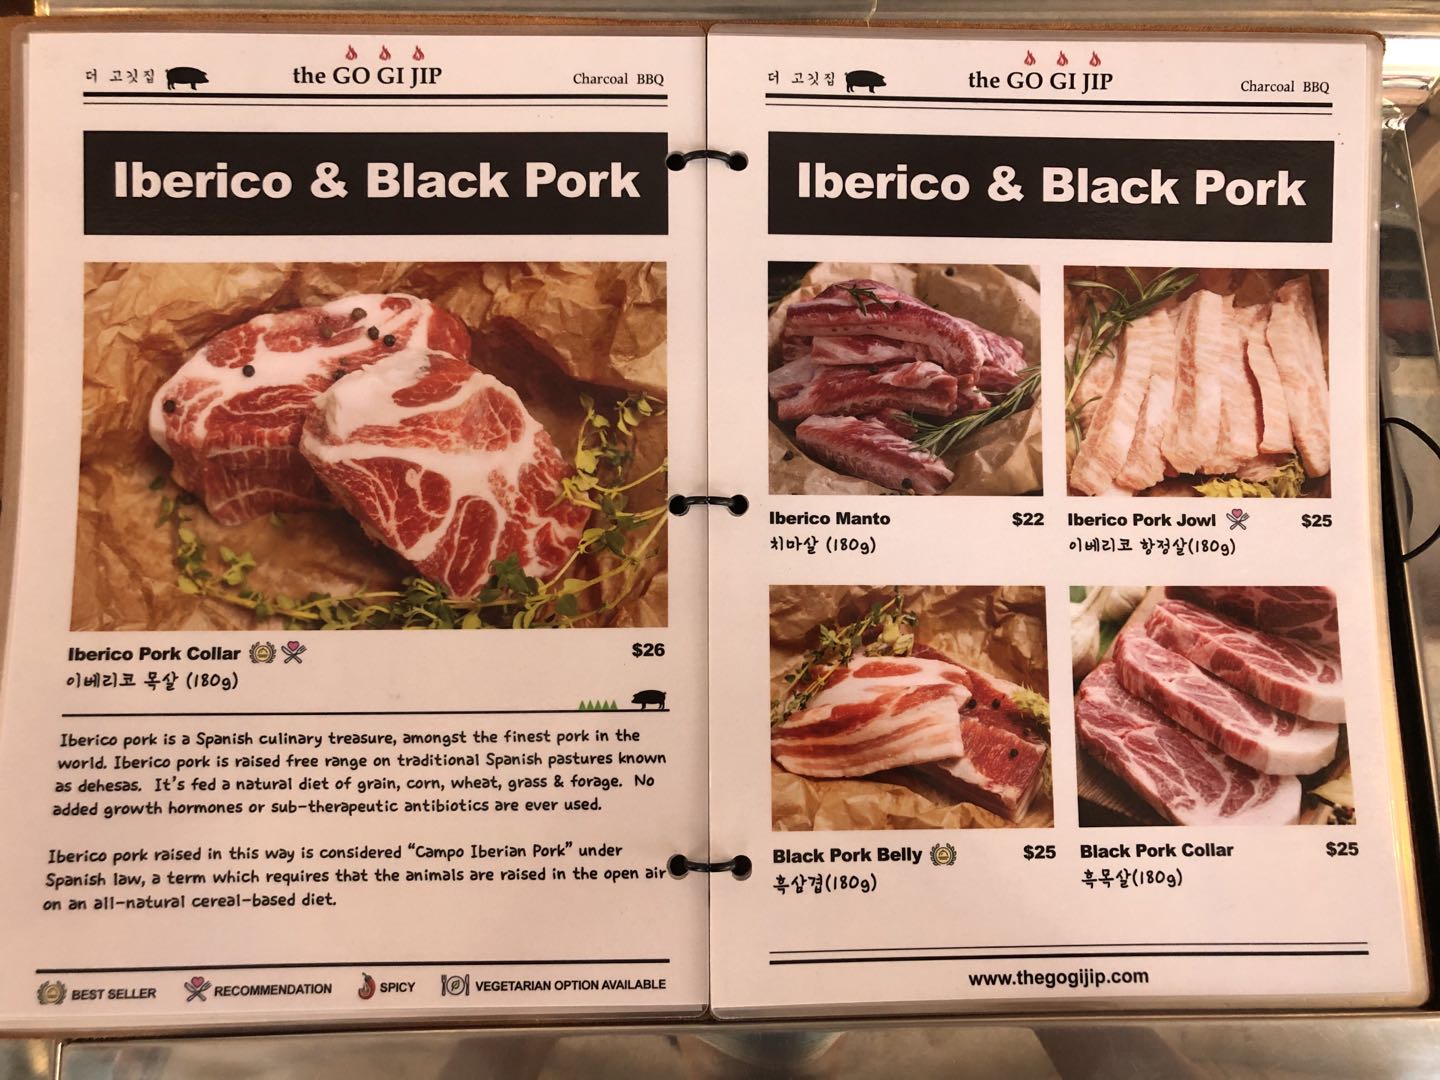 더 고깃집
the GO GI JIP
Charcoal BBQ
Iberico & Black Pork
Iberico Pork Collar
$26
이베리코 목살 (180g)
Iberico pork is a Spanish culinary treasure, amongst the finest pork in the
world. Iberico pork is raised free range on traditional Spanish pastures known
as dehesas. It's fed a natural diet of grain, corn, wheat, grass & forage. No
added growth hormones or sub-therapeutic antibiotics are ever used.
Iberico pork raised in this way is considered “Campo Iberian Pork” under
Spanish law, a term which requires that the animals are raised in the open air
on an all-natural cereal-based diet.
BEST SELLER
RECOMMENDATION
SPICY
VEGETARIAN OPTION AVAILABLE
더 고깃집
the GO GI JIP
Charcoal BBQ
Iberico & Black Pork
Iberico Manto
$22
치마살 (180g)
Iberico Pork Jowl
$25
이베리코 항정살(180g)
Black Pork Belly
$25
흑삼겹(180g)
Black Pork Collar
$25
흑목살(180g)
www.thegogijip.com